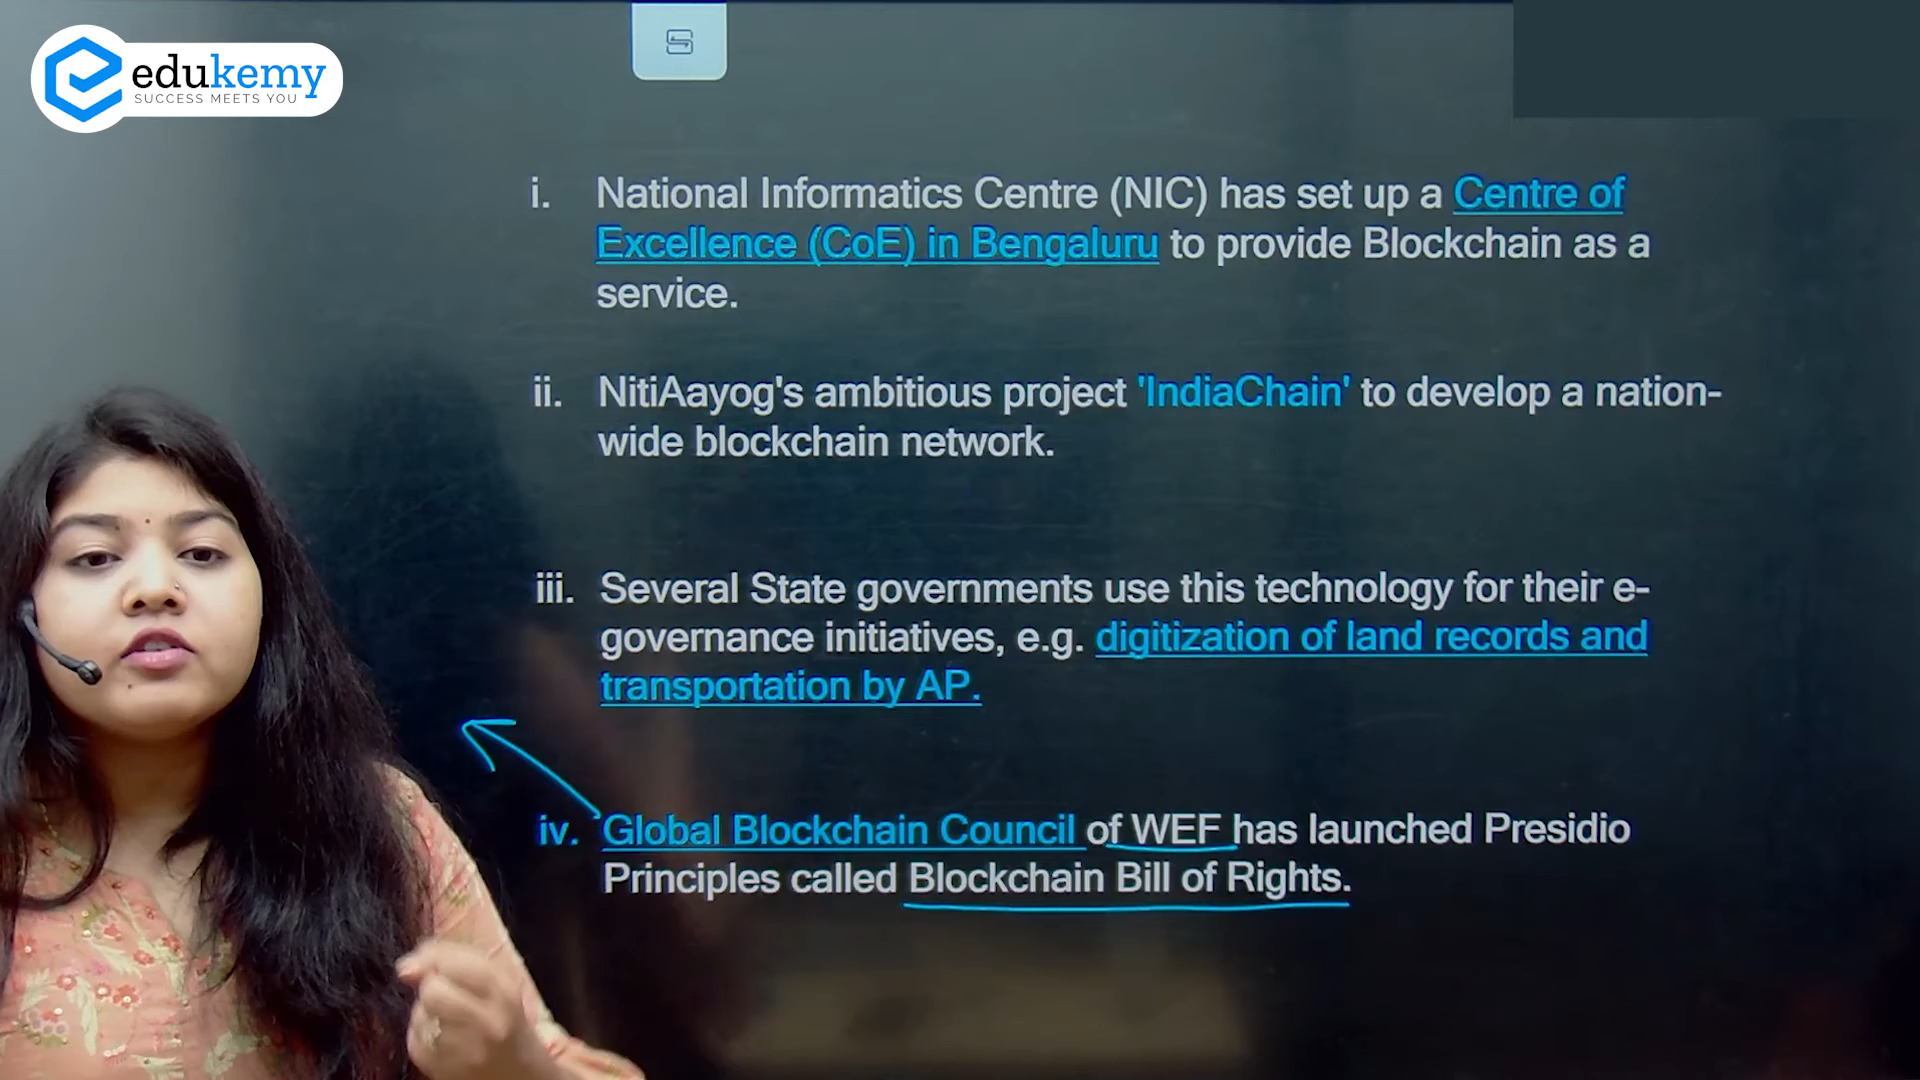 edukemy
SUCCESS MEETS YOU
i. National Informatics Centre (NIC) has set up a Centre of
Excellence (CoE) in Bengaluru to provide Blockchain as a
service.
ii. NitiAayog's ambitious project 'IndiaChain' to develop a nation-
wide blockchain network.
iii. Several State governments use this technology for their e-
governance initiatives, e.g. digitization of land records and
transportation by AP.
iv. Global Blockchain Council of WEF has launched Presidio
Principles called Blockchain Bill of Rights.